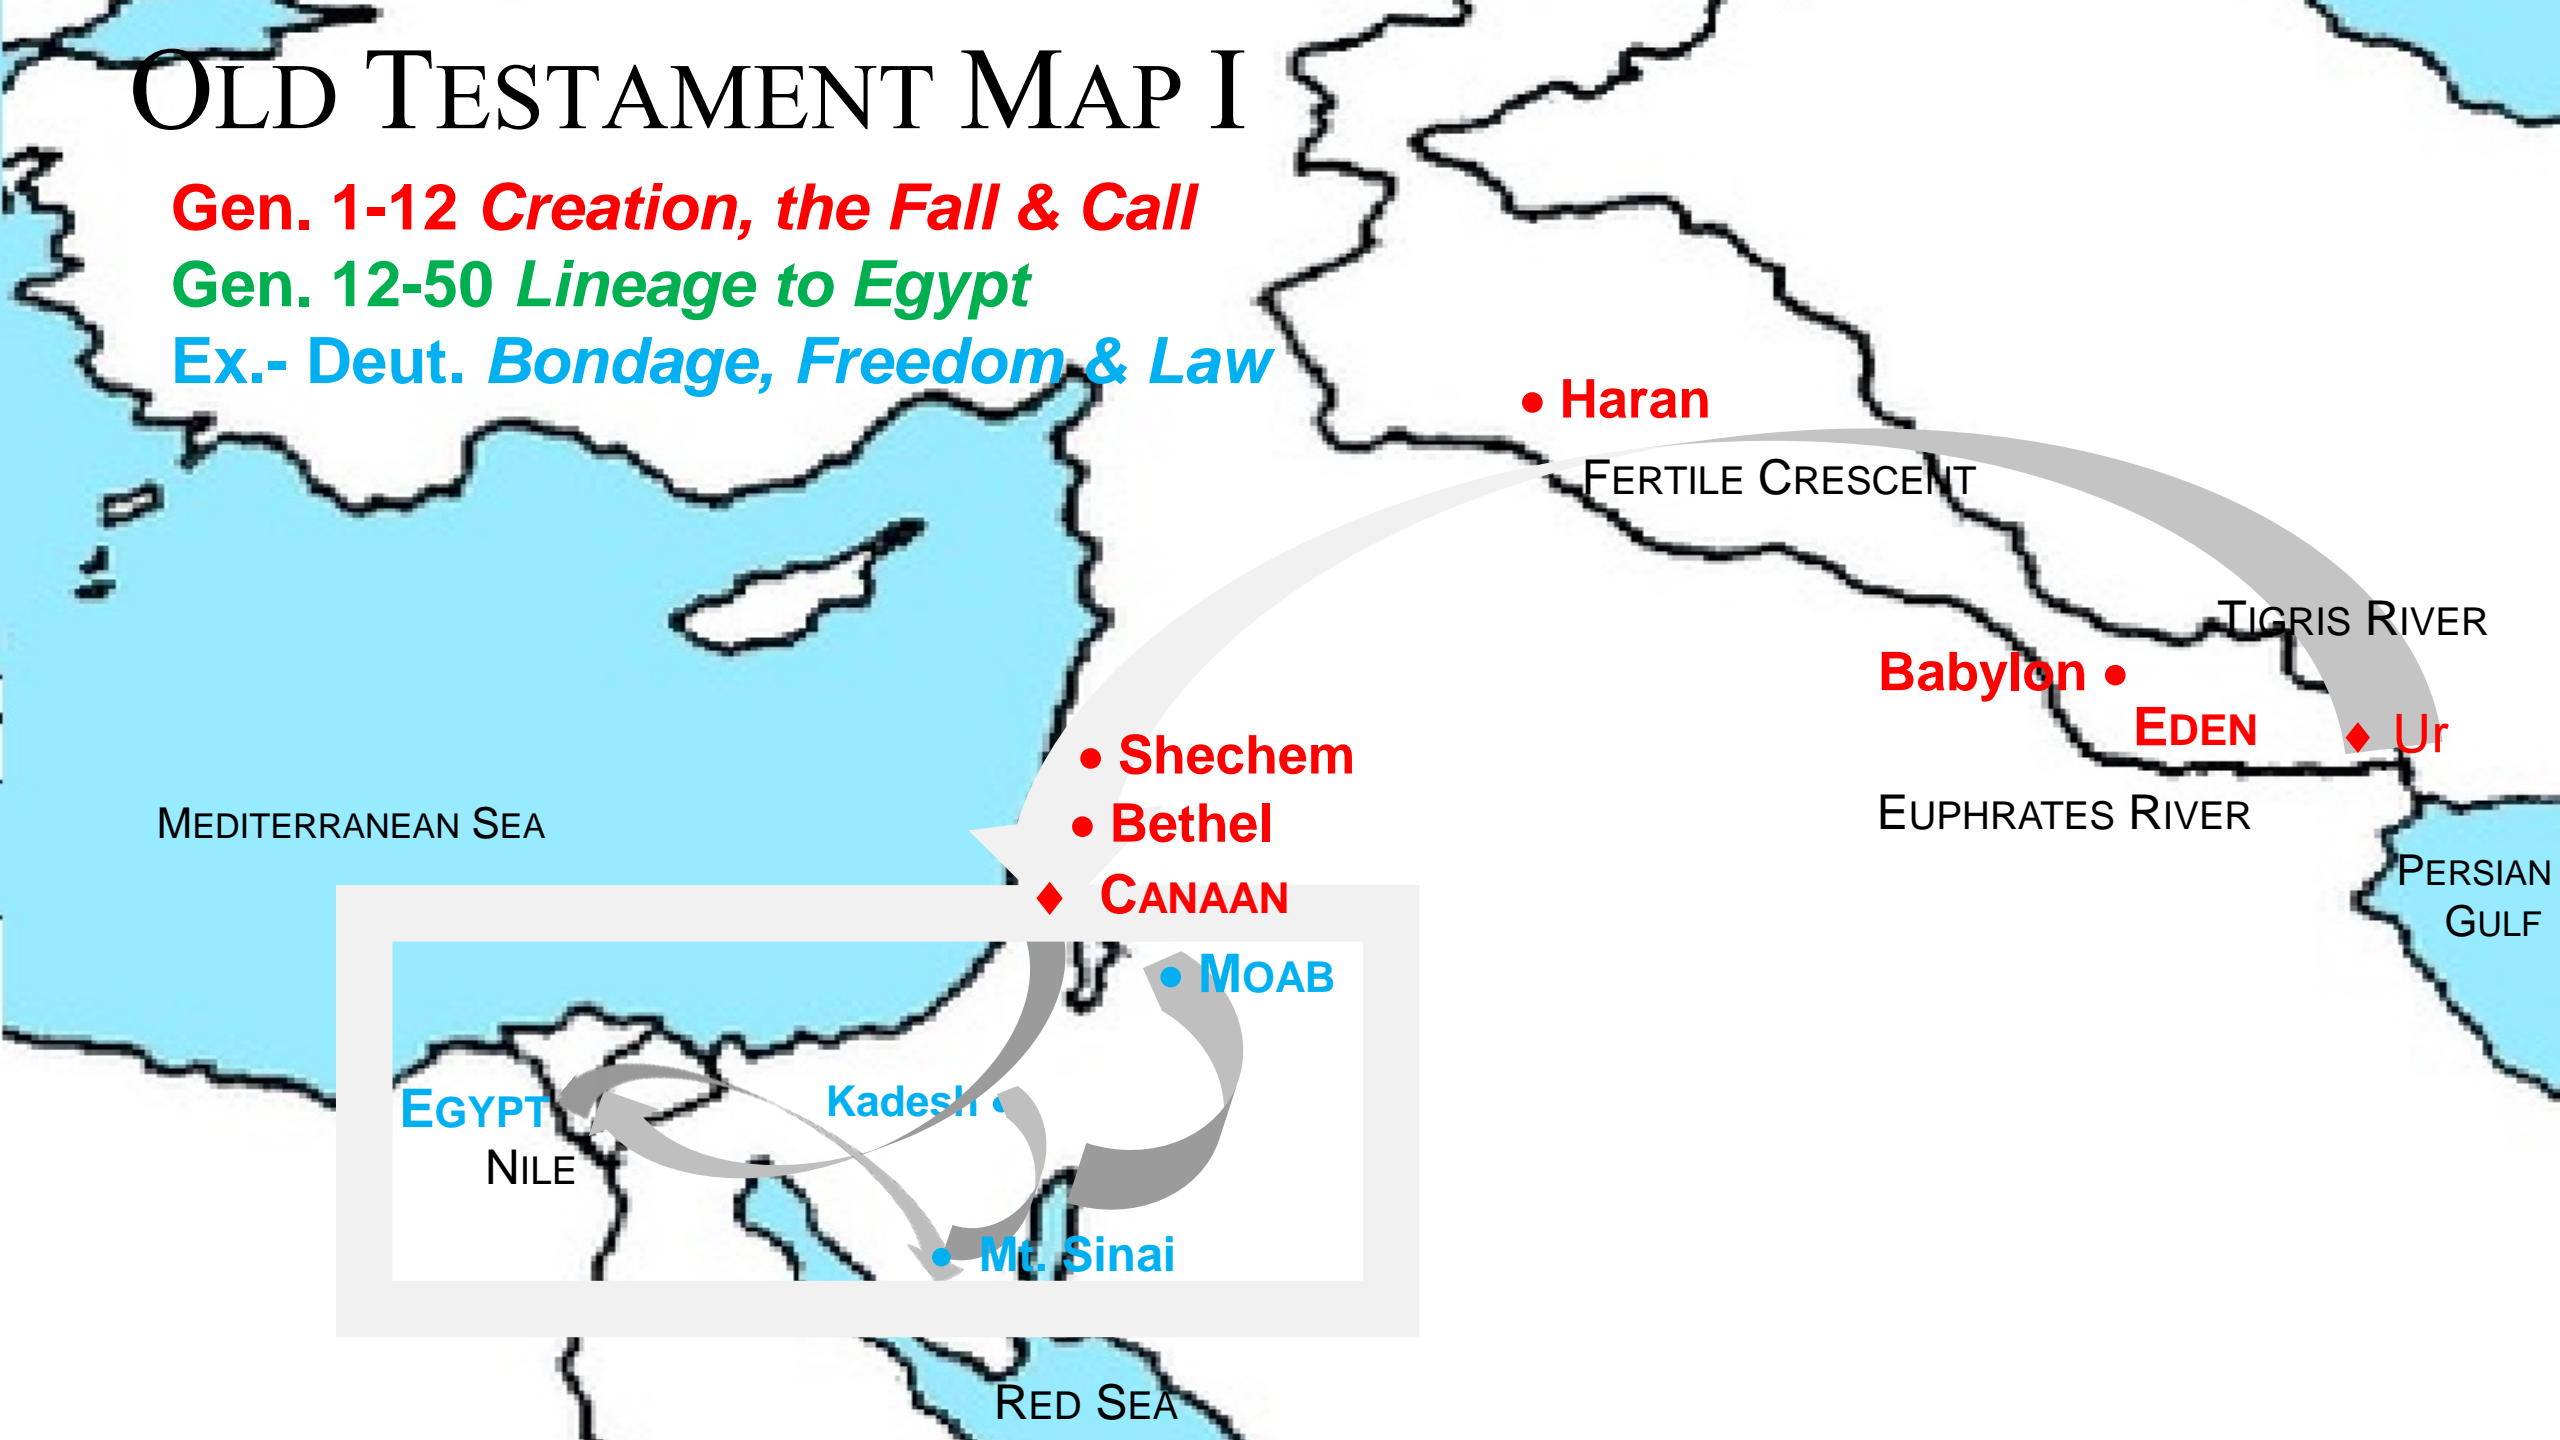 OLD TESTAMENT MAP I
Gen. 1-12 Creation, the Fall & Call
Gen. 12-50 Lineage to Egypt
Ex.- Deut. Bondage, Freedom & Law
• Haran
FERTILE CRESCENT
TIGRIS RIVER
Babylon •
EDEN
♦ Ur
• Shechem
• Bethel
MEDITERRANEAN SEA
EUPHRATES RIVER
♦ CANAAN
PERSIAN
GULF
• MOAB
EGYPT
Kadesh •
NILE
• Mt. Sinai
RED SEA